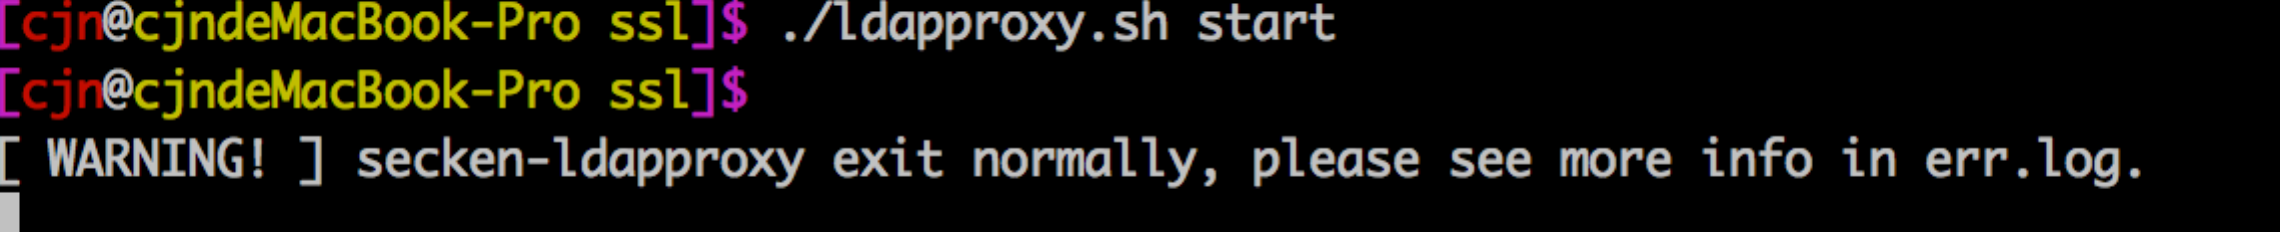 [cjn@cjndeMacBook-Pro ssl]$ ./ldapproxy.sh start
[cjn@cjndeMacBook-Pro ssl]$
[ WARNING! ] secken-ldapproxy exit normally, please see more info in err.log.